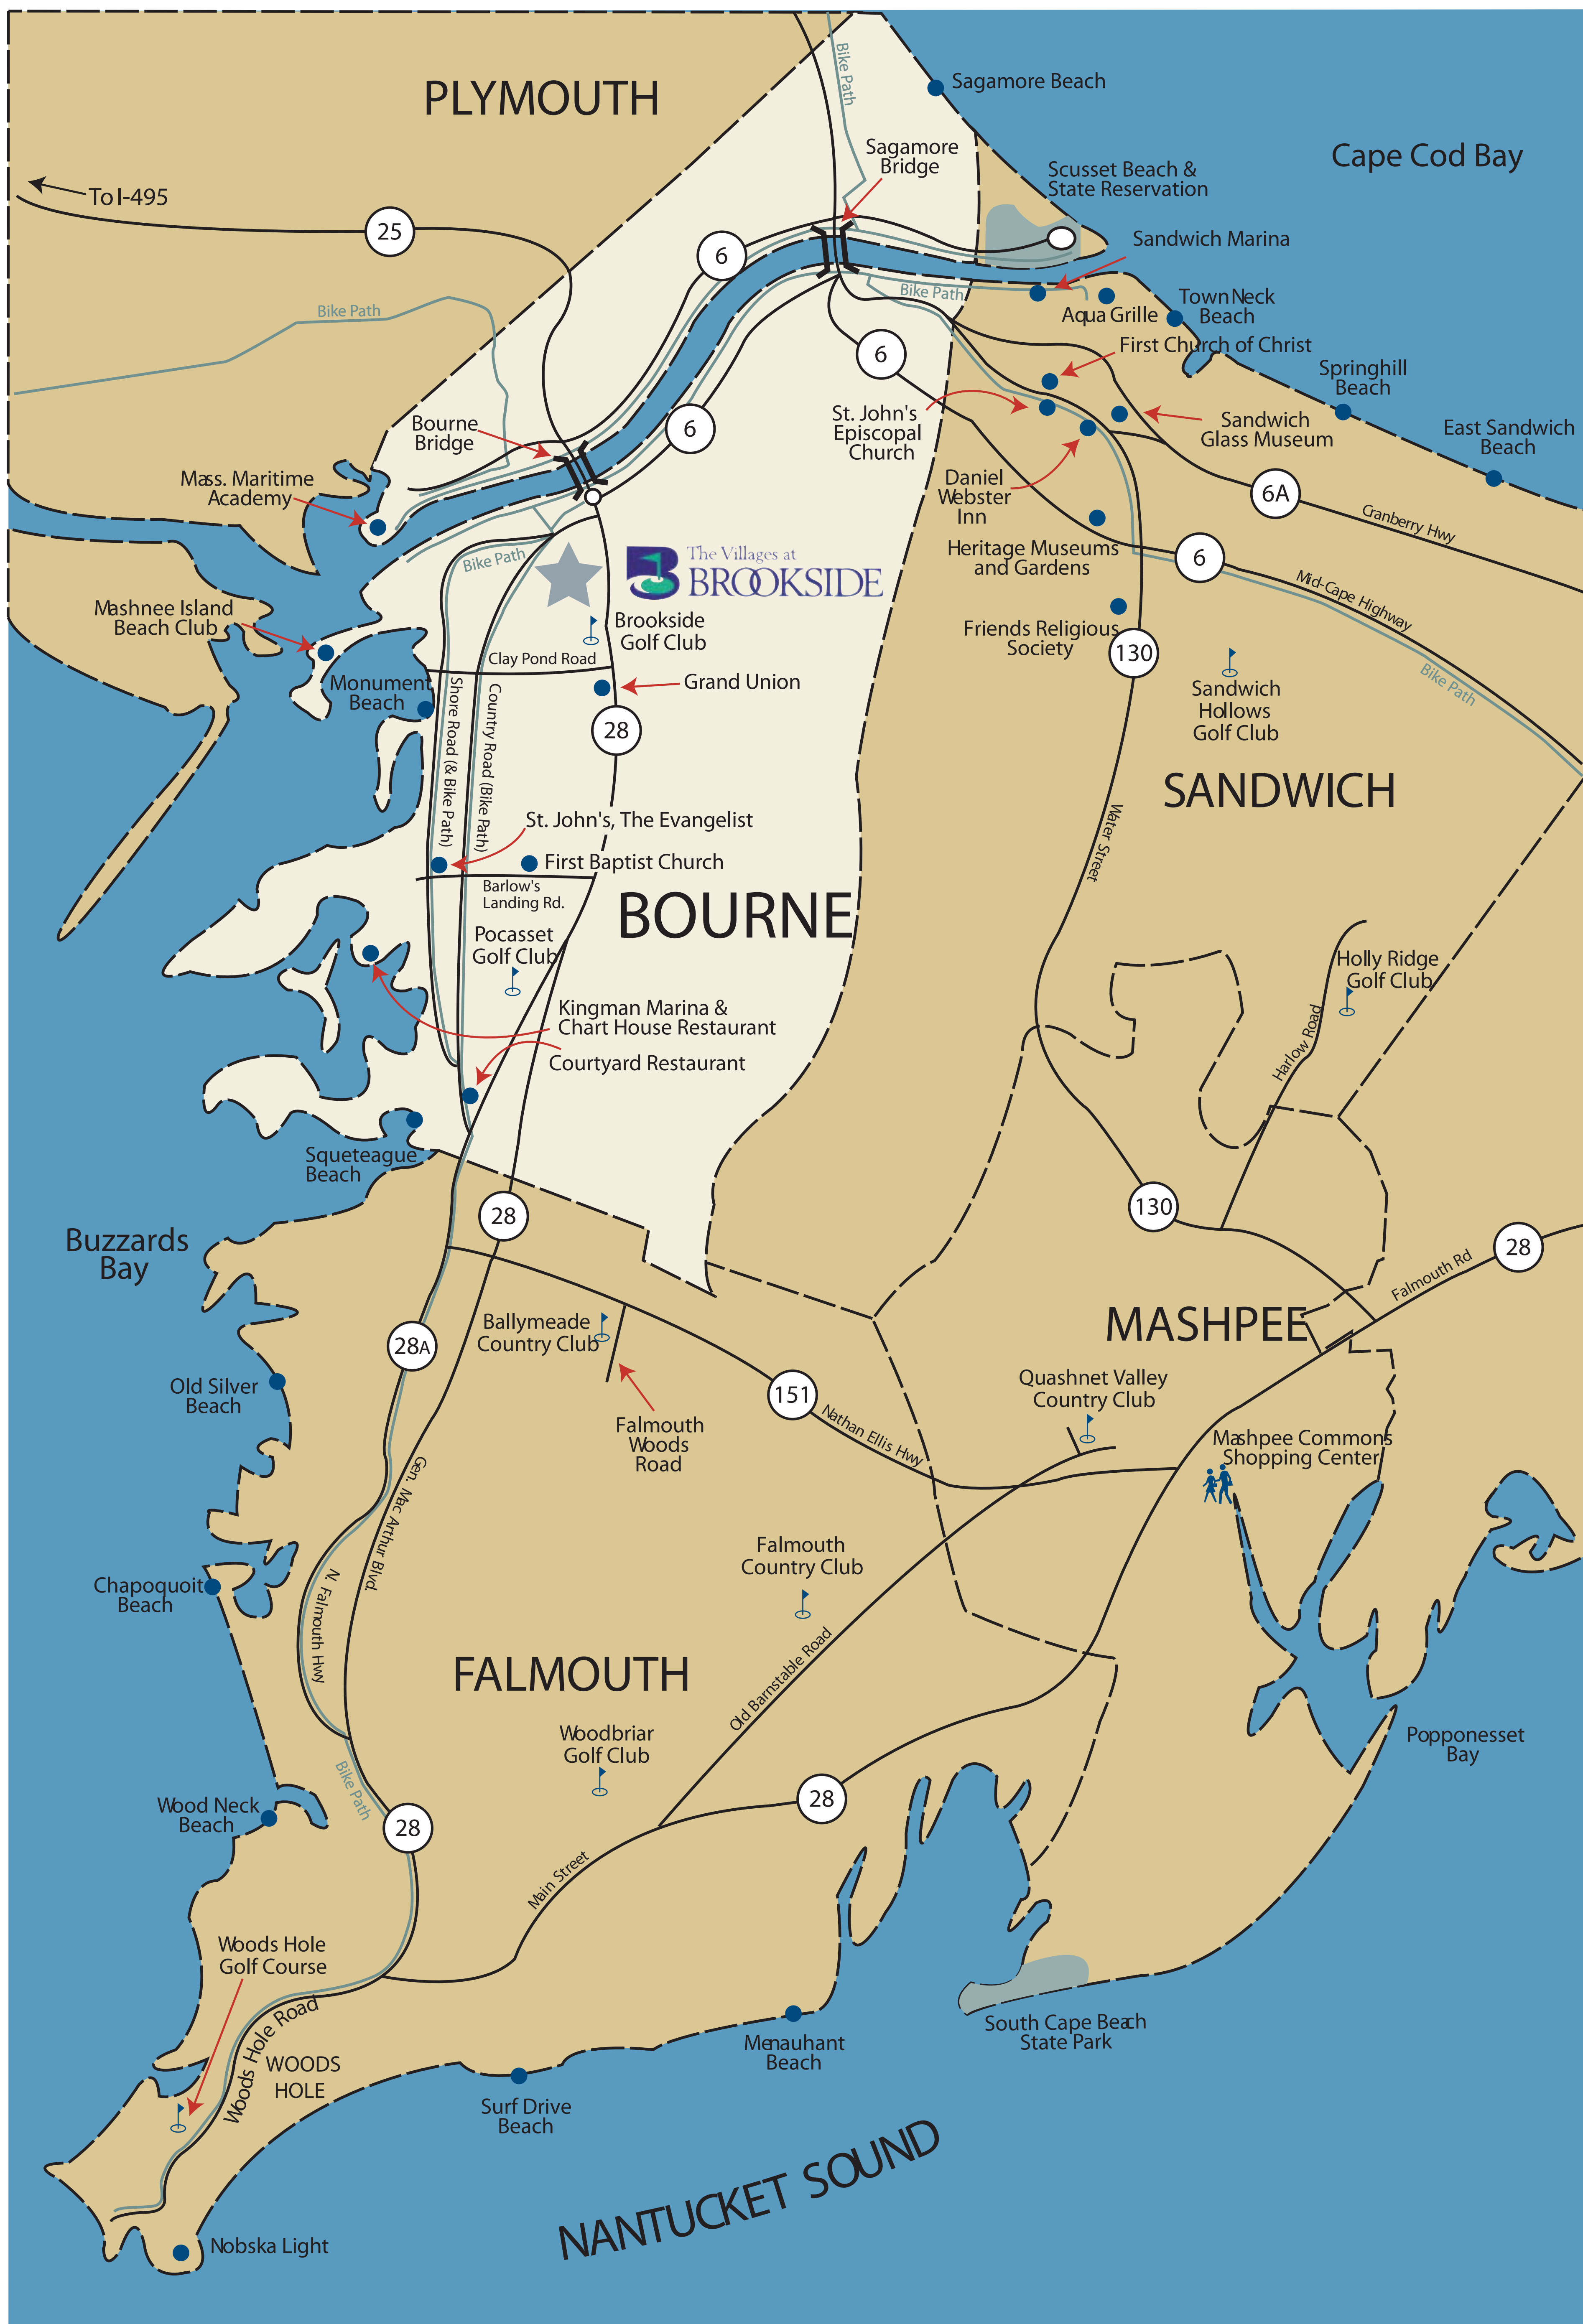 PLYMOUTH
Bike Path
Sagamore Beach
Cape Cod Bay
Sagamore
Bridge
Scusset Beach &
State Reservation
To I-495
25
6
Sandwich Marina
Bike Path
Bike Path
Aqua Grille
Town Neck
Beach
First Church of Christ
6
Springhill
Beach
Bourne
Bridge
6
St. John's
Episcopal
Church
Sandwich
Glass Museum
East Sandwich
Beach
Mass. Maritime
Academy
Daniel
Webster
Inn
6A
Cranberry Hwy
Bike Path
The Villages at
BROOKSIDE
Heritage Museums
and Gardens
6
Mid-Cape Highway
Mashnee Island
Beach Club
Brookside
Golf Club
Friends Religious
Society
130
Clay Pond Road
Bike Path
Monument
Beach
Grand Union
Sandwich
Hollows
Golf Club
Shore Road (& Bike Path)
Country Road (Bike Path)
28
SANDWICH
Water Street
St. John's, The Evangelist
First Baptist Church
Barlow's
Landing Rd.
BOURNE
Pocasset
Golf Club
Holly Ridge
Golf Club
Kingman Marina &
Chart House Restaurant
Harlow Road
Courtyard Restaurant
Squeteague
Beach
28
130
Buzzards
Bay
28
Falmouth Rd
Ballymeade
Country Club
MASHPEE
28A
Old Silver
Beach
151
Quashnet Valley
Country Club
Falmouth
Woods
Road
Nathan Ellis Hwy
Mashpee Commons
Shopping Center
Gen. Mac Arthur Blvd.
Falmouth
Country Club
Chapoquoit
Beach
N. Falmouth Hwy
FALMOUTH
Old Barnstable Road
Woodbriar
Golf Club
Popponesset
Bay
Bike Path
Wood Neck
Beach
28
28
Main Street
Woods Hole
Golf Course
Woods Hole Road
WOODS
HOLE
Menauhant
Beach
South Cape Beach
State Park
Surf Drive
Beach
NANTUCKET SOUND
Nobska Light